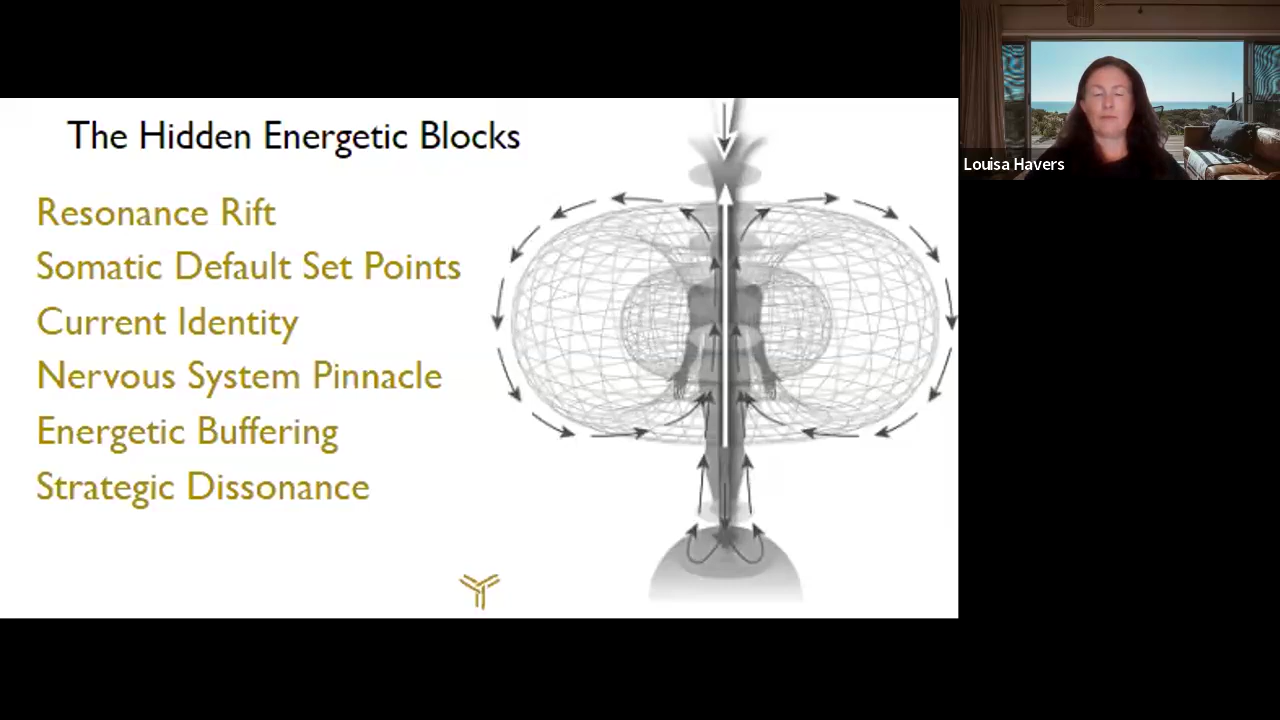 The Hidden Energetic Blocks
Resonance Rift
Somatic Default Set Points
Current Identity
Nervous System Pinnacle
Energetic Buffering
Strategic Dissonance
Louisa Havers